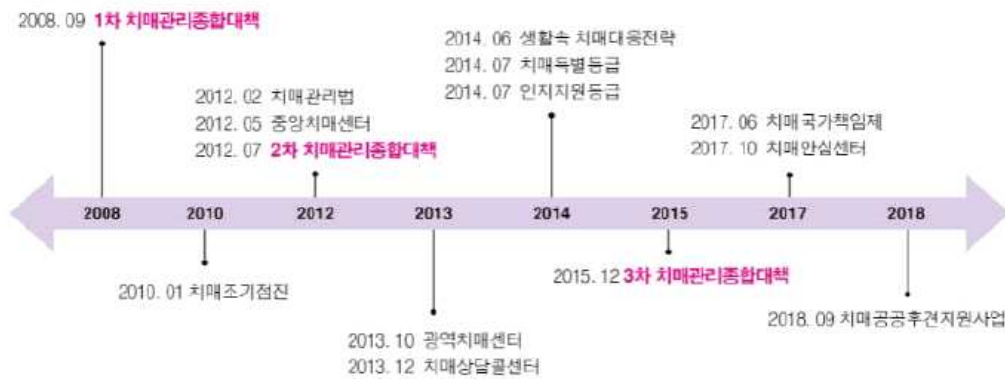 2008. 09 1차 치매관리종합대책
2014. 06 생활속 치매대응전략
2014. 07 치매특별등급
2014. 07 인지지원등급
2012. 02 치매관리법
2012. 05 중앙치매센터
2012. 07 2차 치매관리종합대책
2017. 06 치매국가책임제
2017. 10 치매안심센터
2008 2010 2012 2013 2014 2015 2017 2018
2010. 01 치매조기점진
2015. 12 3차 치매관리종합대책
2013. 10 광역치매센터
2013. 12 치매상담콜센터
2018. 09 치매공공후견지원사업